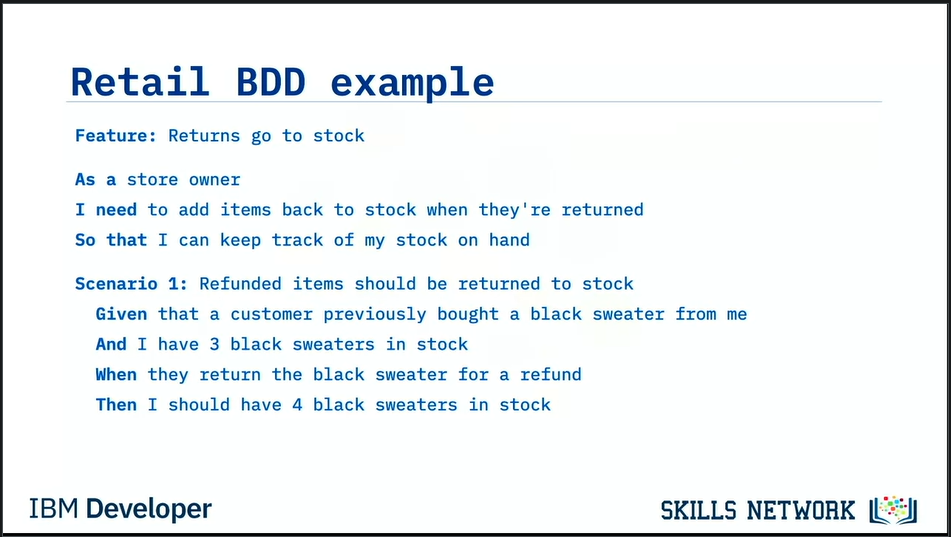 Retail BDD example
Feature: Returns go to stock
As a store owner
I need to add items back to stock when they're returned
So that I can keep track of my stock on hand
Scenario 1: Refunded items should be returned to stock
Given that a customer previously bought a black sweater from me
And I have 3 black sweaters in stock
When they return the black sweater for a refund
Then I should have 4 black sweaters in stock
IBM Developer
SKILLS NETWORK